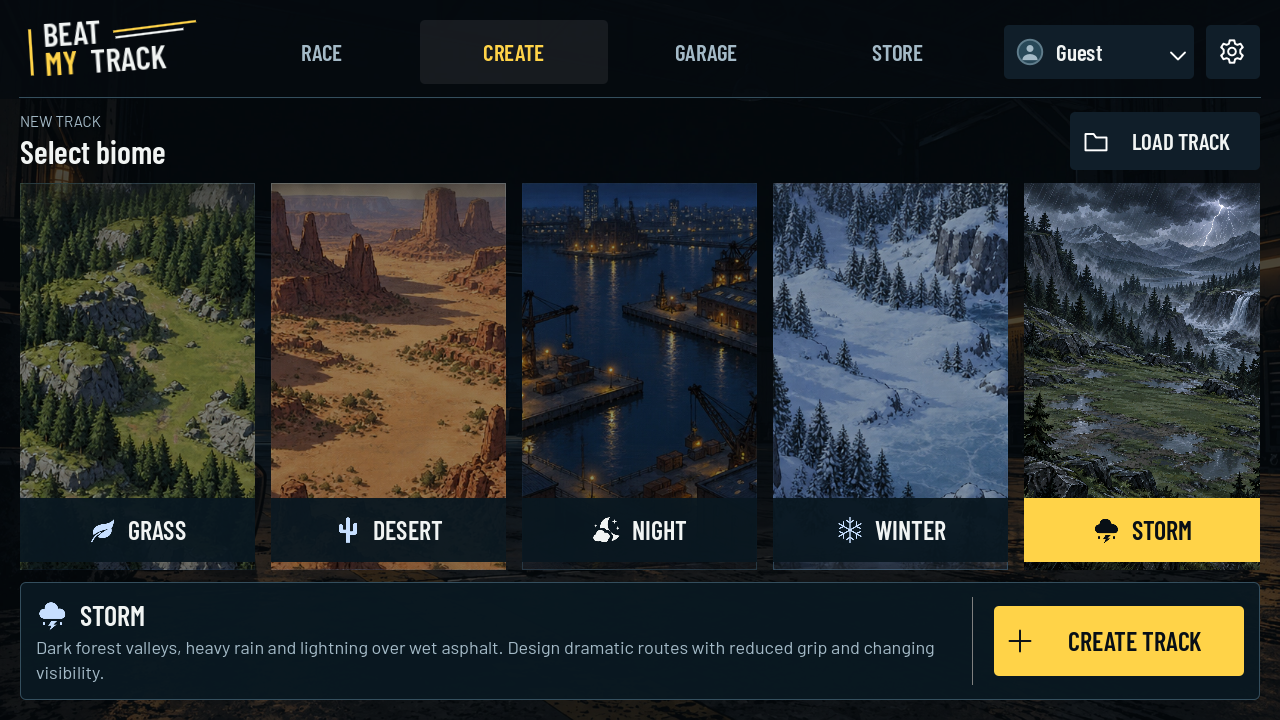 BEAT
MY TRACK
RACE
CREATE
GARAGE
STORE
Guest
NEW TRACK
Select biome
LOAD TRACK
GRASS
DESERT
NIGHT
WINTER
STORM
STORM
Dark forest valleys, heavy rain and lightning over wet asphalt. Design dramatic routes with reduced grip and changing
visibility.
CREATE TRACK